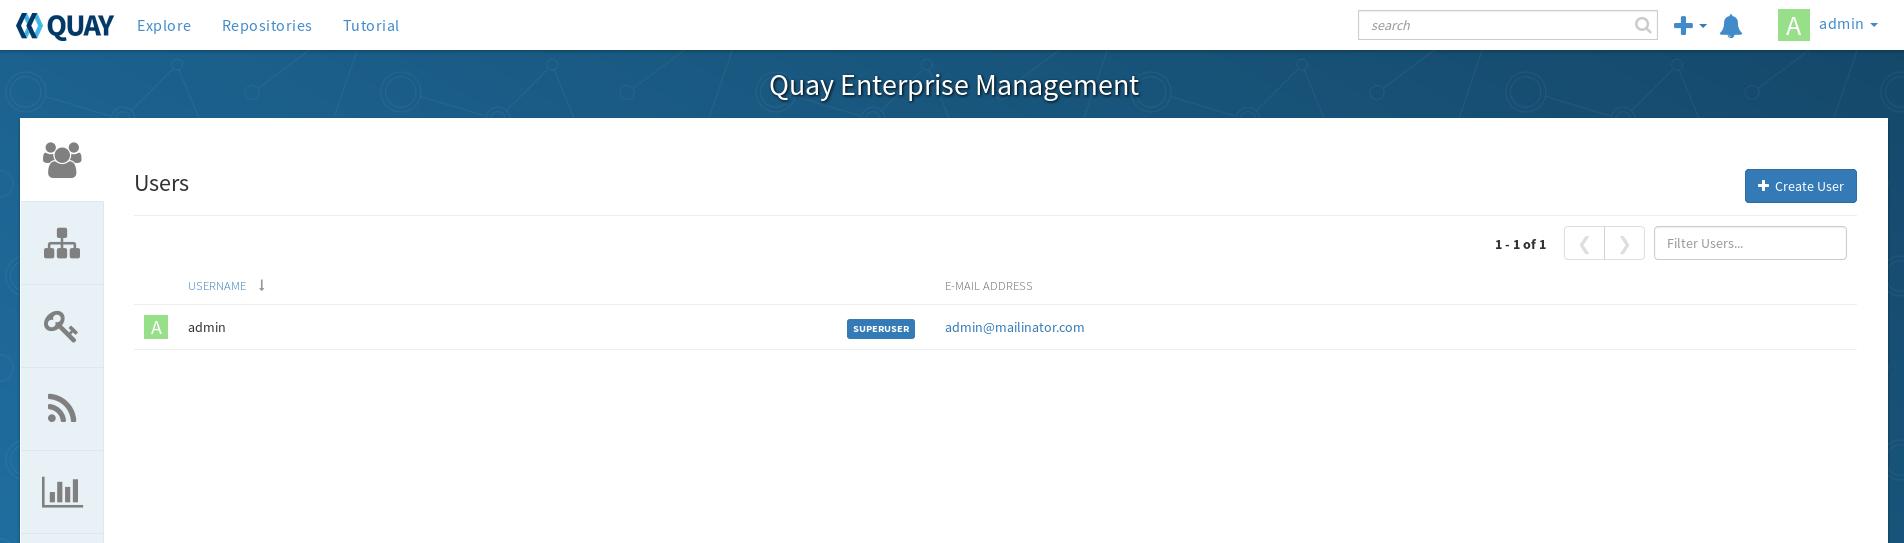 QUAY Explore Repositories Tutorial search A admin
Quay Enterprise Management
Users Create User
1 - 1 of 1 Filter Users...
USERNAME E-MAIL ADDRESS
A admin SUPERUSER admin@mailinator.com